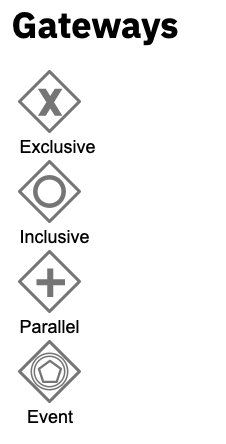 Gateways
X
Exclusive
Inclusive
Parallel
Event